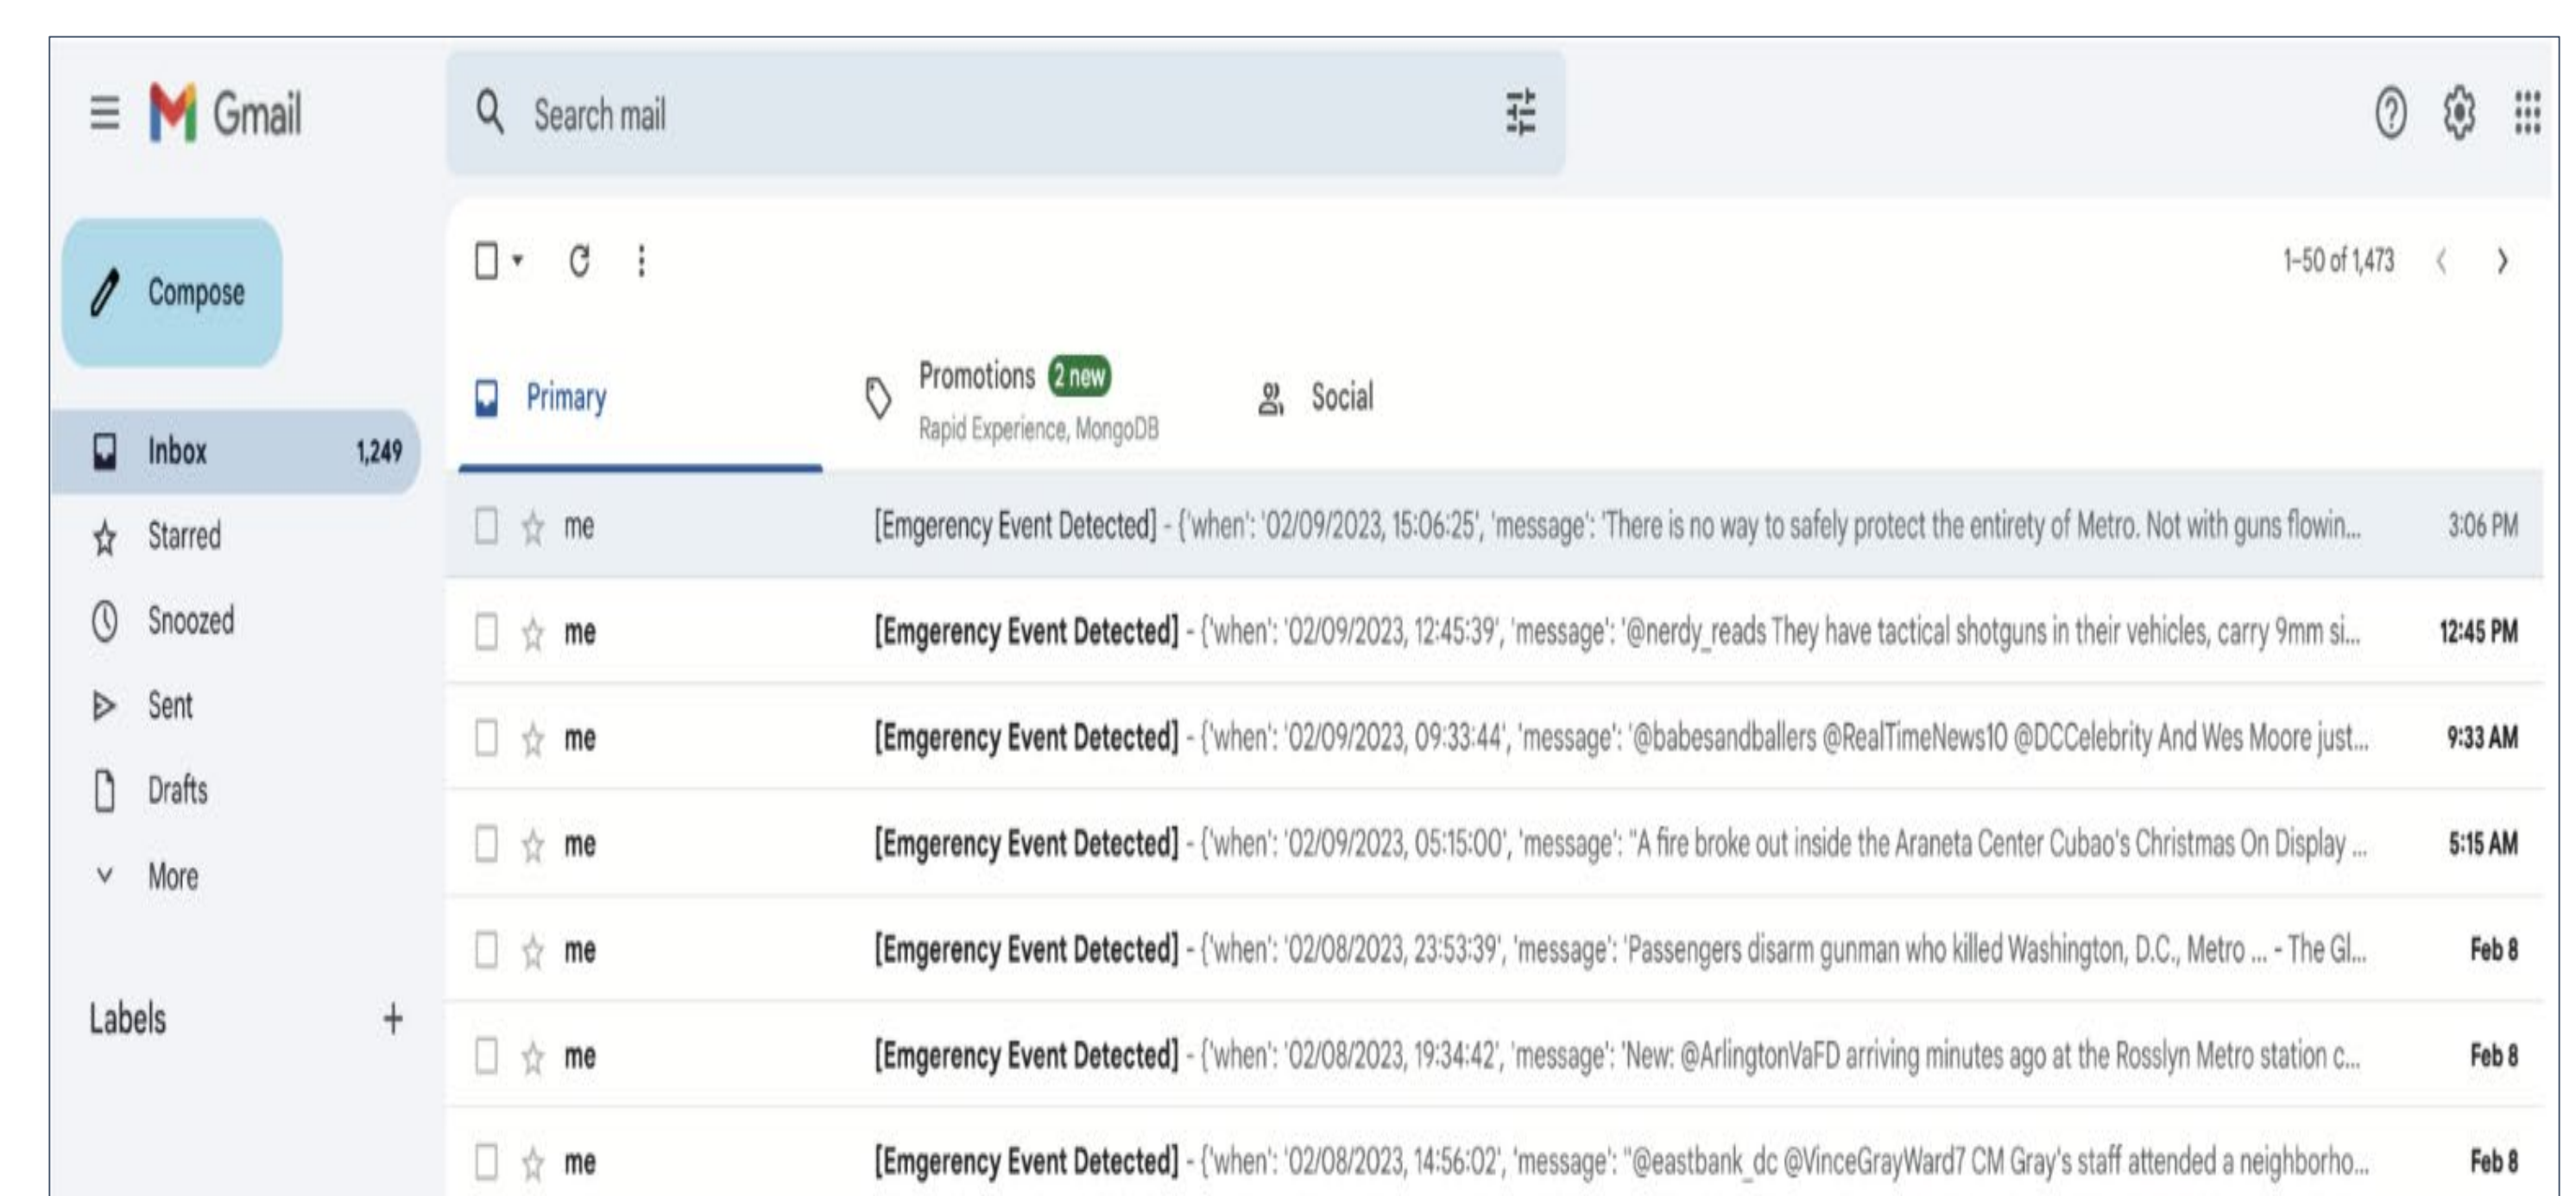 Gmail
Search mail
Compose
1–50 of 1,473
Primary
Promotions 2 new
Rapid Experience, MongoDB
Social
Inbox 1,249
Starred
Snoozed
Sent
Drafts
More
Labels +
me [Emgerency Event Detected] - {'when': '02/09/2023, 15:06:25', 'message': 'There is no way to safely protect the entirety of Metro. Not with guns flowin... 3:06 PM
me [Emgerency Event Detected] - {'when': '02/09/2023, 12:45:39', 'message': '@nerdy_reads They have tactical shotguns in their vehicles, carry 9mm si... 12:45 PM
me [Emgerency Event Detected] - {'when': '02/09/2023, 09:33:44', 'message': '@babesandballers @RealTimeNews10 @DCCelebrity And Wes Moore just... 9:33 AM
me [Emgerency Event Detected] - {'when': '02/09/2023, 05:15:00', 'message': "A fire broke out inside the Araneta Center Cubao's Christmas On Display ... 5:15 AM
me [Emgerency Event Detected] - {'when': '02/08/2023, 23:53:39', 'message': 'Passengers disarm gunman who killed Washington, D.C., Metro ... - The Gl... Feb 8
me [Emgerency Event Detected] - {'when': '02/08/2023, 19:34:42', 'message': 'New: @ArlingtonVaFD arriving minutes ago at the Rosslyn Metro station c... Feb 8
me [Emgerency Event Detected] - {'when': '02/08/2023, 14:56:02', 'message': "@eastbank_dc @VinceGrayWard7 CM Gray's staff attended a neighborho... Feb 8